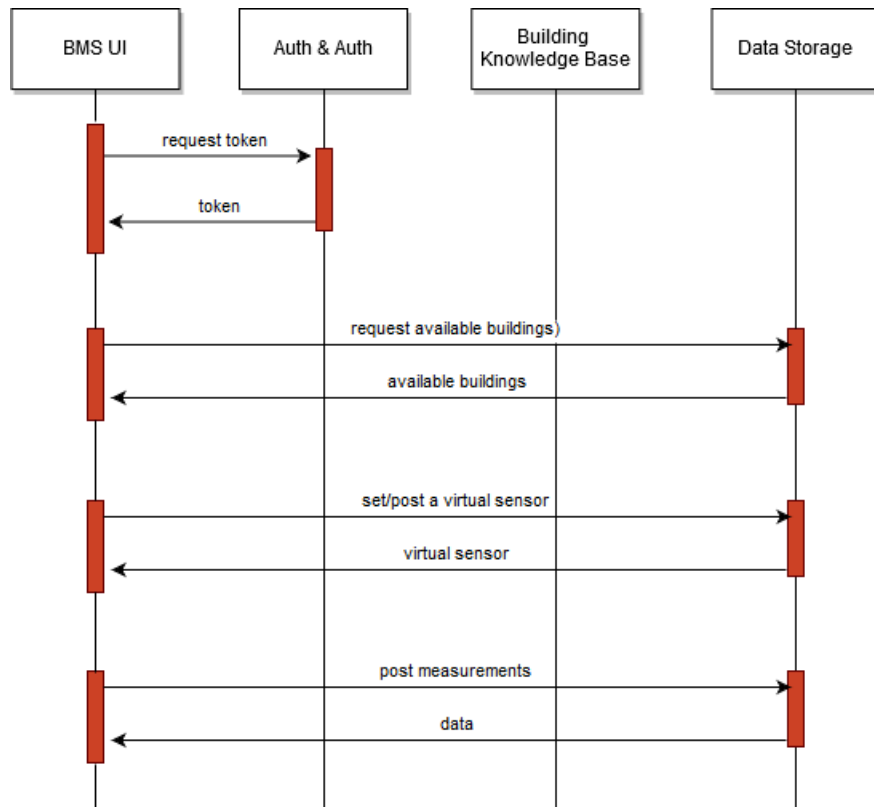 BMS UI
Auth & Auth
Building
Knowledge Base
Data Storage
request token
token
request available buildings)
available buildings
set/post a virtual sensor
virtual sensor
post measurements
data